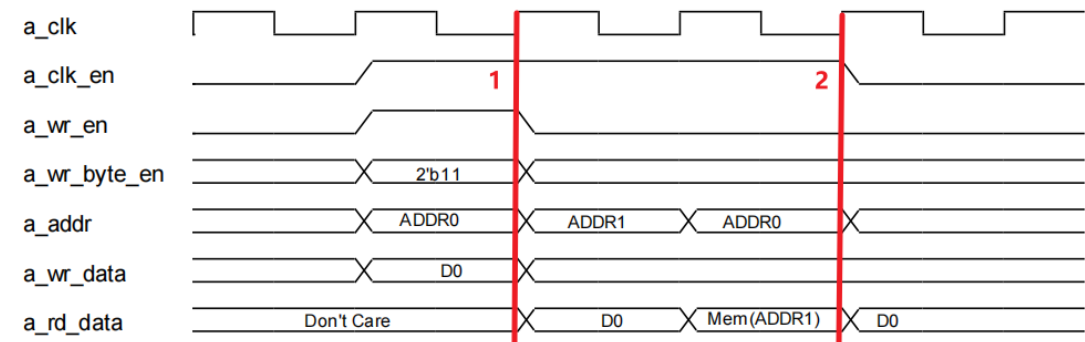 a_clk
a_clk_en 1 2
a_wr_en
a_wr_byte_en 2'b11
a_addr ADDR0 ADDR1 ADDR0
a_wr_data D0
a_rd_data Don't Care D0 Mem(ADDR1) D0